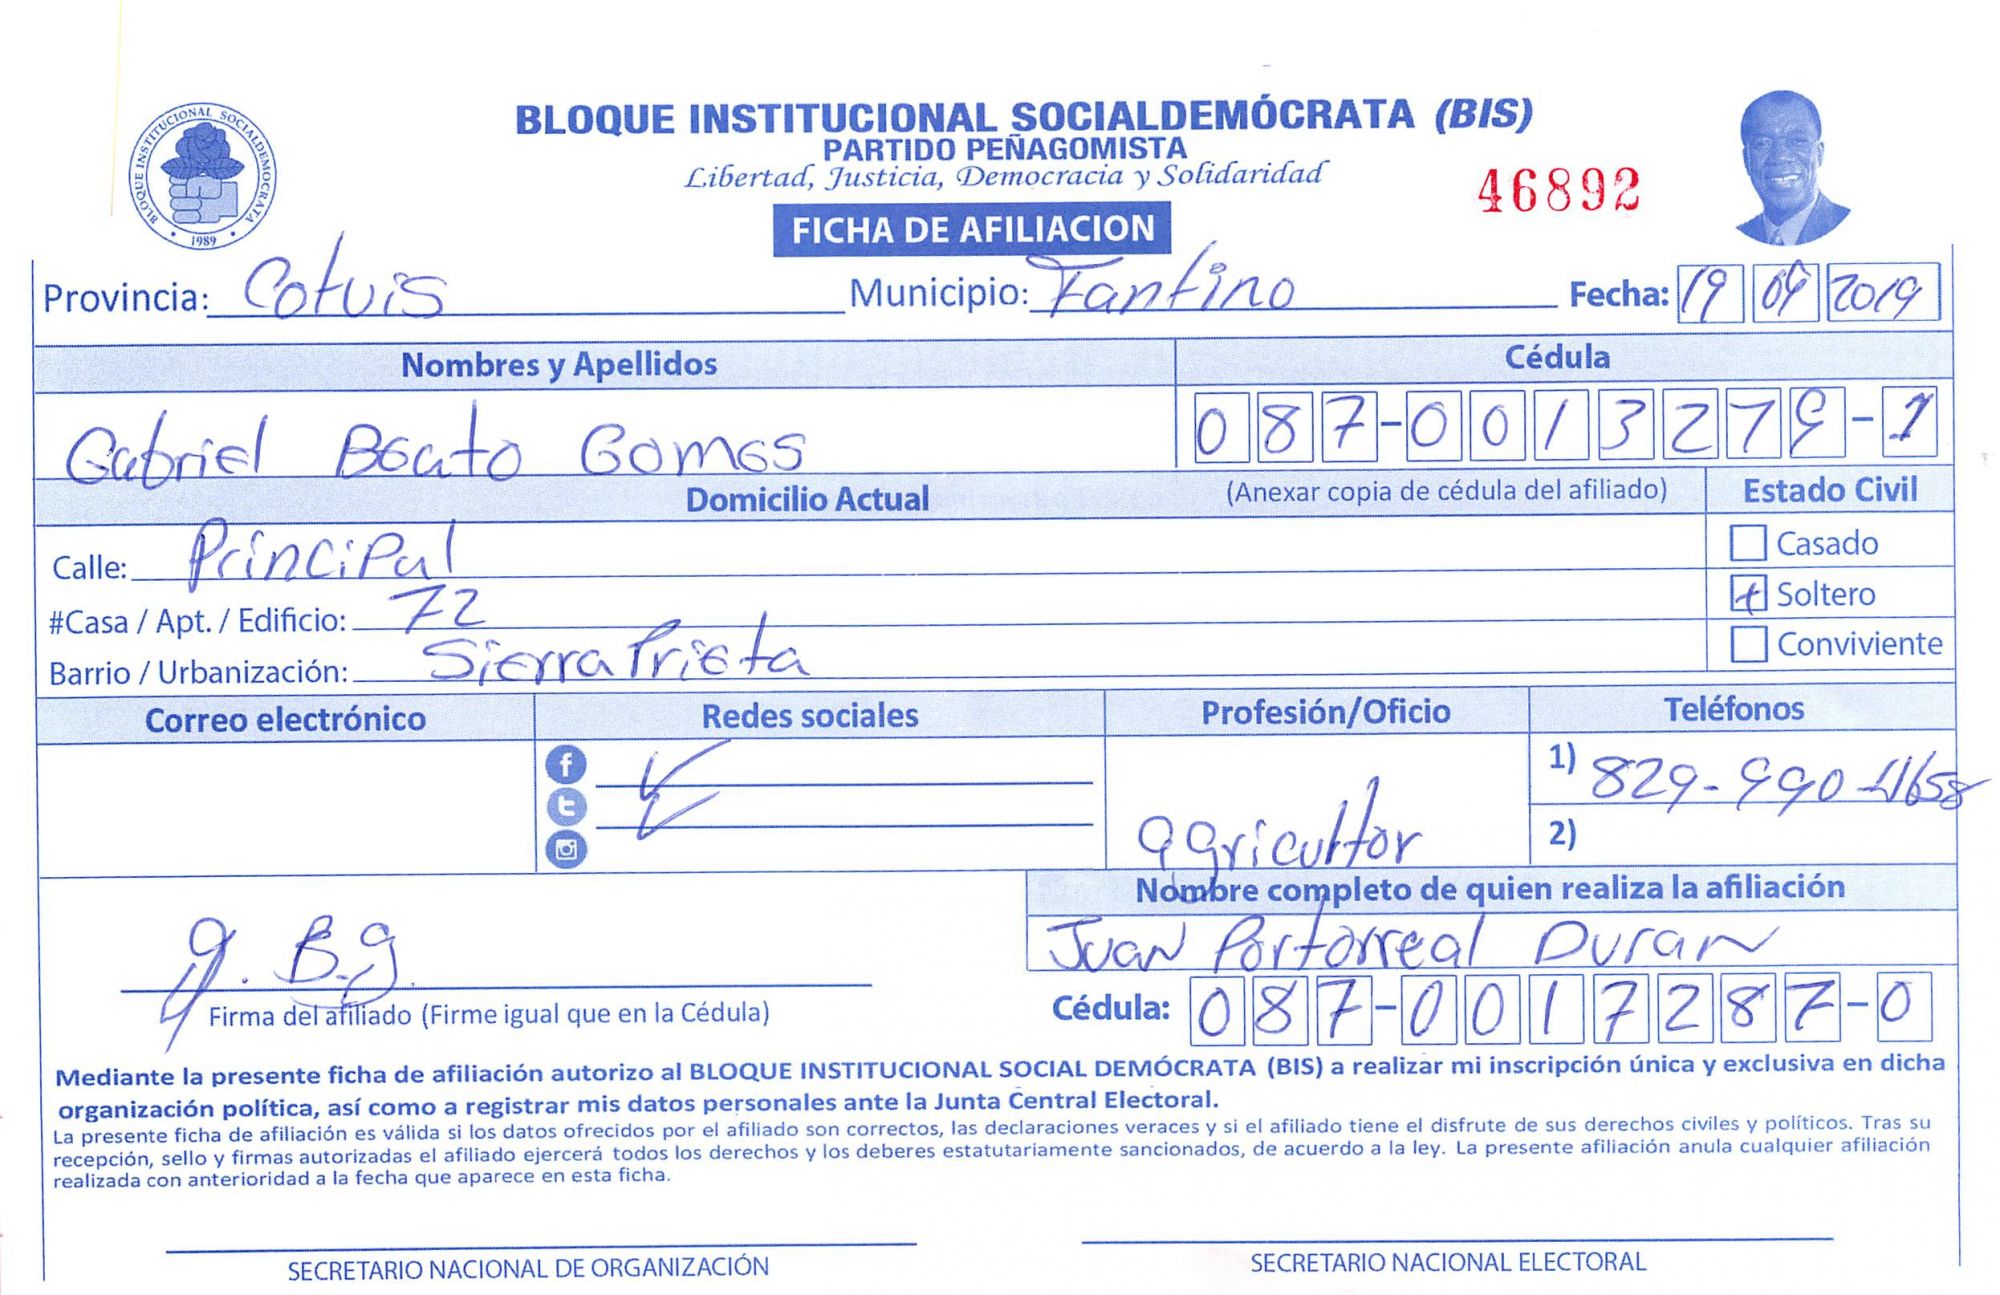 BLOQUE INSTITUCIONAL SOCIALDEMÓCRATA (BIS)
PARTIDO PEÑAGOMISTA
Libertad, Justicia, Democracia y Solidaridad
46892
BLOQUE INSTITUCIONAL SOCIALDEMOCRATA
1989
FICHA DE AFILIACION
Provincia: Cotuis Municipio: Fantino Fecha: 19 04 2019
Nombres y Apellidos Cédula
Gabriel Beato Gomes 087-0013279-1
Domicilio Actual (Anexar copia de cédula del afiliado) Estado Civil
Calle: Principal Casado
#Casa / Apt. / Edificio: 72 Soltero
Barrio / Urbanización: Sierra Prieta Conviviente
Correo electrónico Redes sociales Profesión/Oficio Teléfonos
1) 829-990-4658
agricultor 2)
Nombre completo de quien realiza la afiliación
g. B.g. Juan Portorreal Duran
Firma del afiliado (Firme igual que en la Cédula) Cédula: 087-0017287-0
Mediante la presente ficha de afiliación autorizo al BLOQUE INSTITUCIONAL SOCIAL DEMÓCRATA (BIS) a realizar mi inscripción única y exclusiva en dicha
organización política, así como a registrar mis datos personales ante la Junta Central Electoral.
La presente ficha de afiliación es válida si los datos ofrecidos por el afiliado son correctos, las declaraciones veraces y si el afiliado tiene el disfrute de sus derechos civiles y políticos. Tras su
recepción, sello y firmas autorizadas el afiliado ejercerá todos los derechos y los deberes estatutariamente sancionados, de acuerdo a la ley. La presente afiliación anula cualquier afiliación
realizada con anterioridad a la fecha que aparece en esta ficha.
SECRETARIO NACIONAL DE ORGANIZACIÓN SECRETARIO NACIONAL ELECTORAL